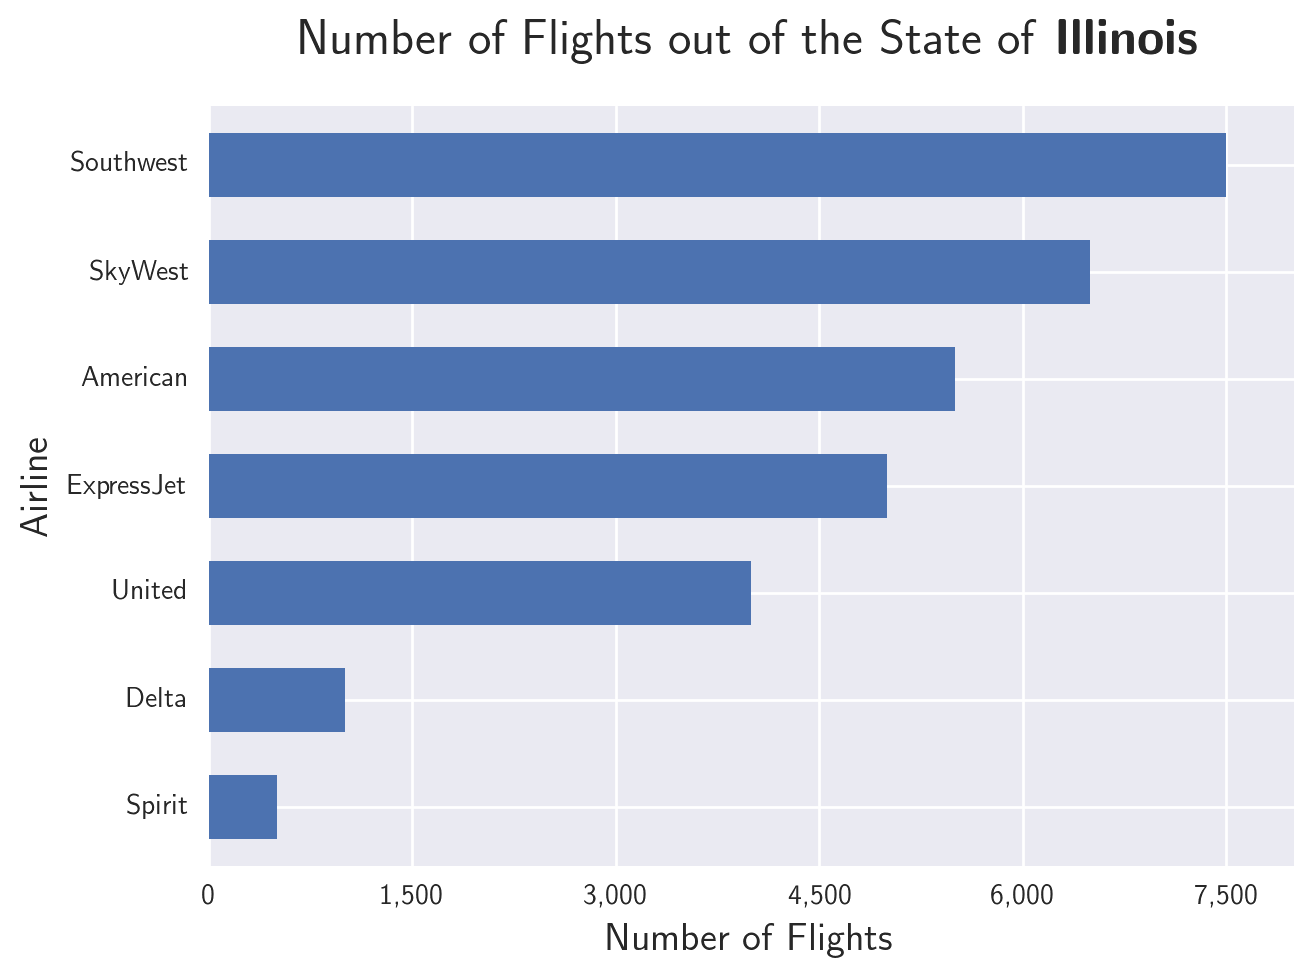 Number of Flights out of the State of Illinois
Southwest
SkyWest
American
ExpressJet
United
Delta
Spirit
Airline
0 1,500 3,000 4,500 6,000 7,500
Number of Flights